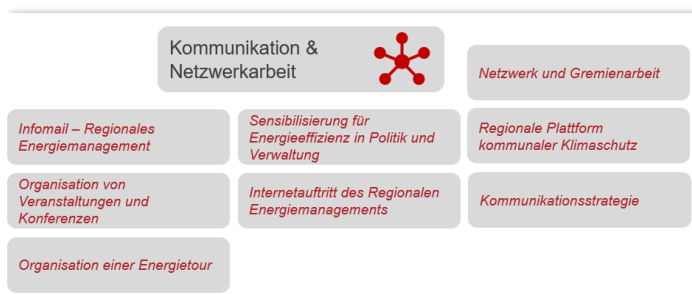 Kommunikation &
Netzwerkarbeit
Netzwerk und Gremienarbeit
Infomail – Regionales
Energiemanagement
Sensibilisierung für
Energieeffizienz in Politik und
Verwaltung
Regionale Plattform
kommunaler Klimaschutz
Organisation von
Veranstaltungen und
Konferenzen
Internetauftritt des Regionalen
Energiemanagements
Kommunikationsstrategie
Organisation einer Energietour